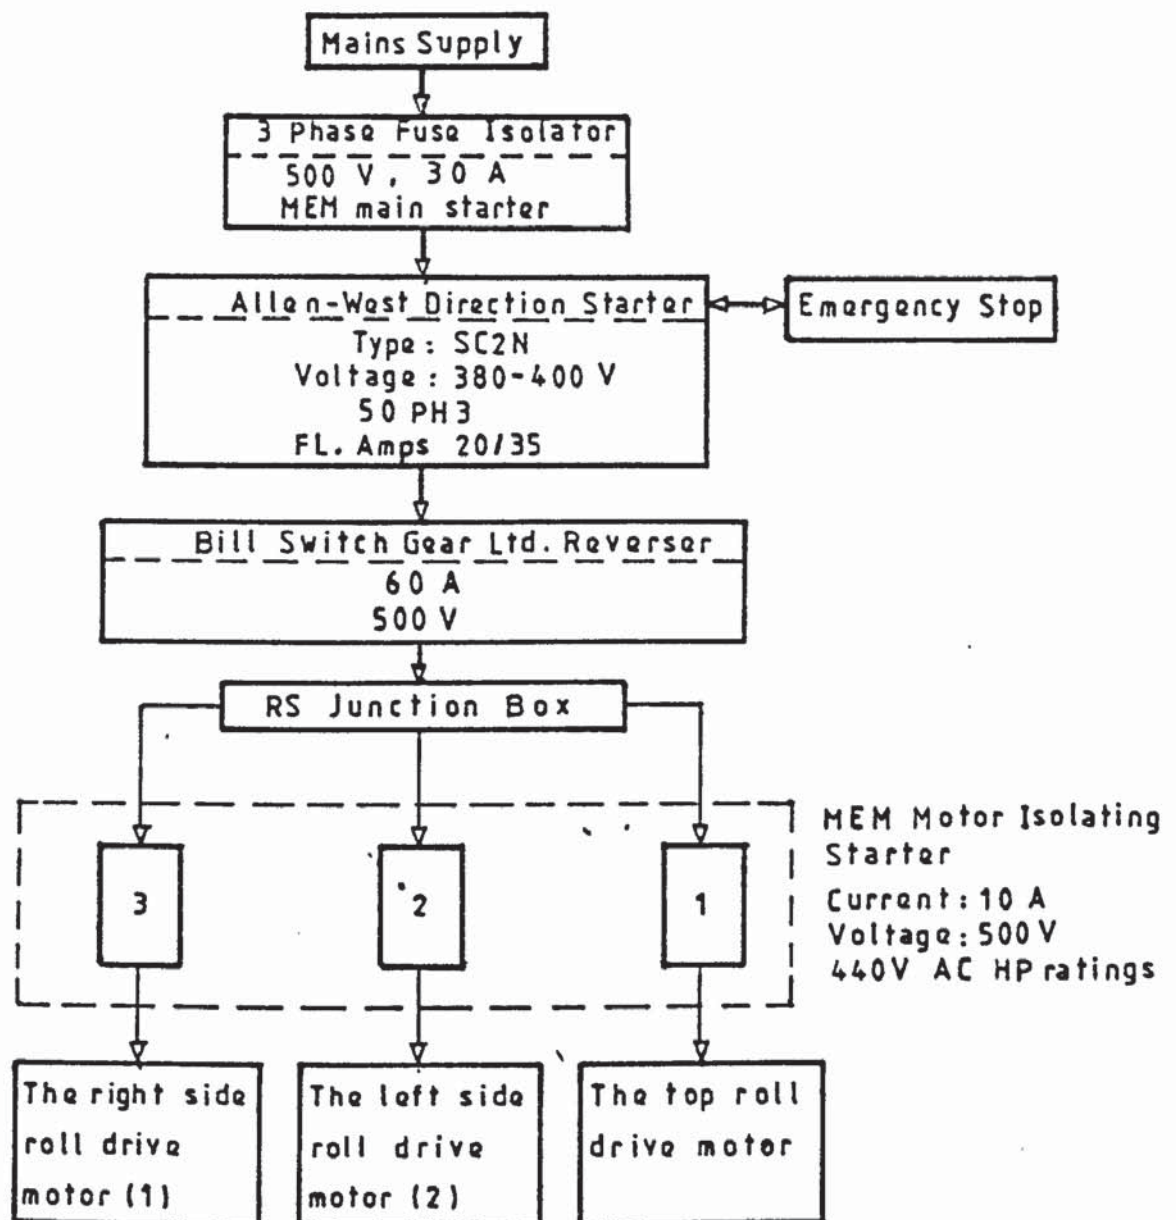 Mains Supply
3 Phase Fuse Isolator
500 V, 30 A
MEM main starter
Allen-West Direction Starter
Type: SC2N
Voltage: 380-400 V
50 PH3
FL. Amps 20/35
Emergency Stop
Bill Switch Gear Ltd. Reverser
60 A
500 V
RS Junction Box
3
2
1
MEM Motor Isolating
Starter
Current: 10 A
Voltage: 500 V
440V AC HP ratings
The right side
roll drive
motor (1)
The left side
roll drive
motor (2)
The top roll
drive motor